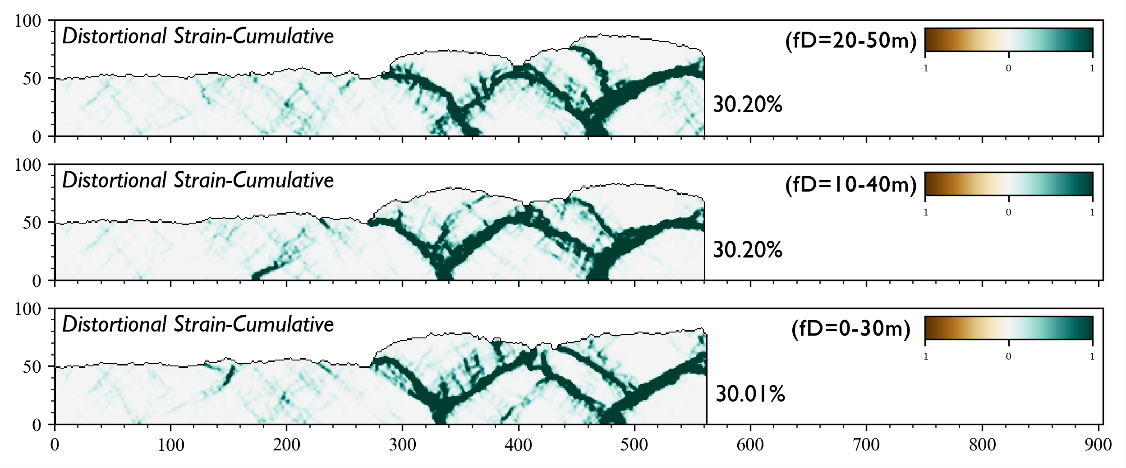 100
Distortional Strain-Cumulative
(fD=20-50m)
1 0 1
50
30.20%
0
100
Distortional Strain-Cumulative
(fD=10-40m)
1 0 1
50
30.20%
0
100
Distortional Strain-Cumulative
(fD=0-30m)
1 0 1
50
30.01%
0
0 100 200 300 400 500 600 700 800 900